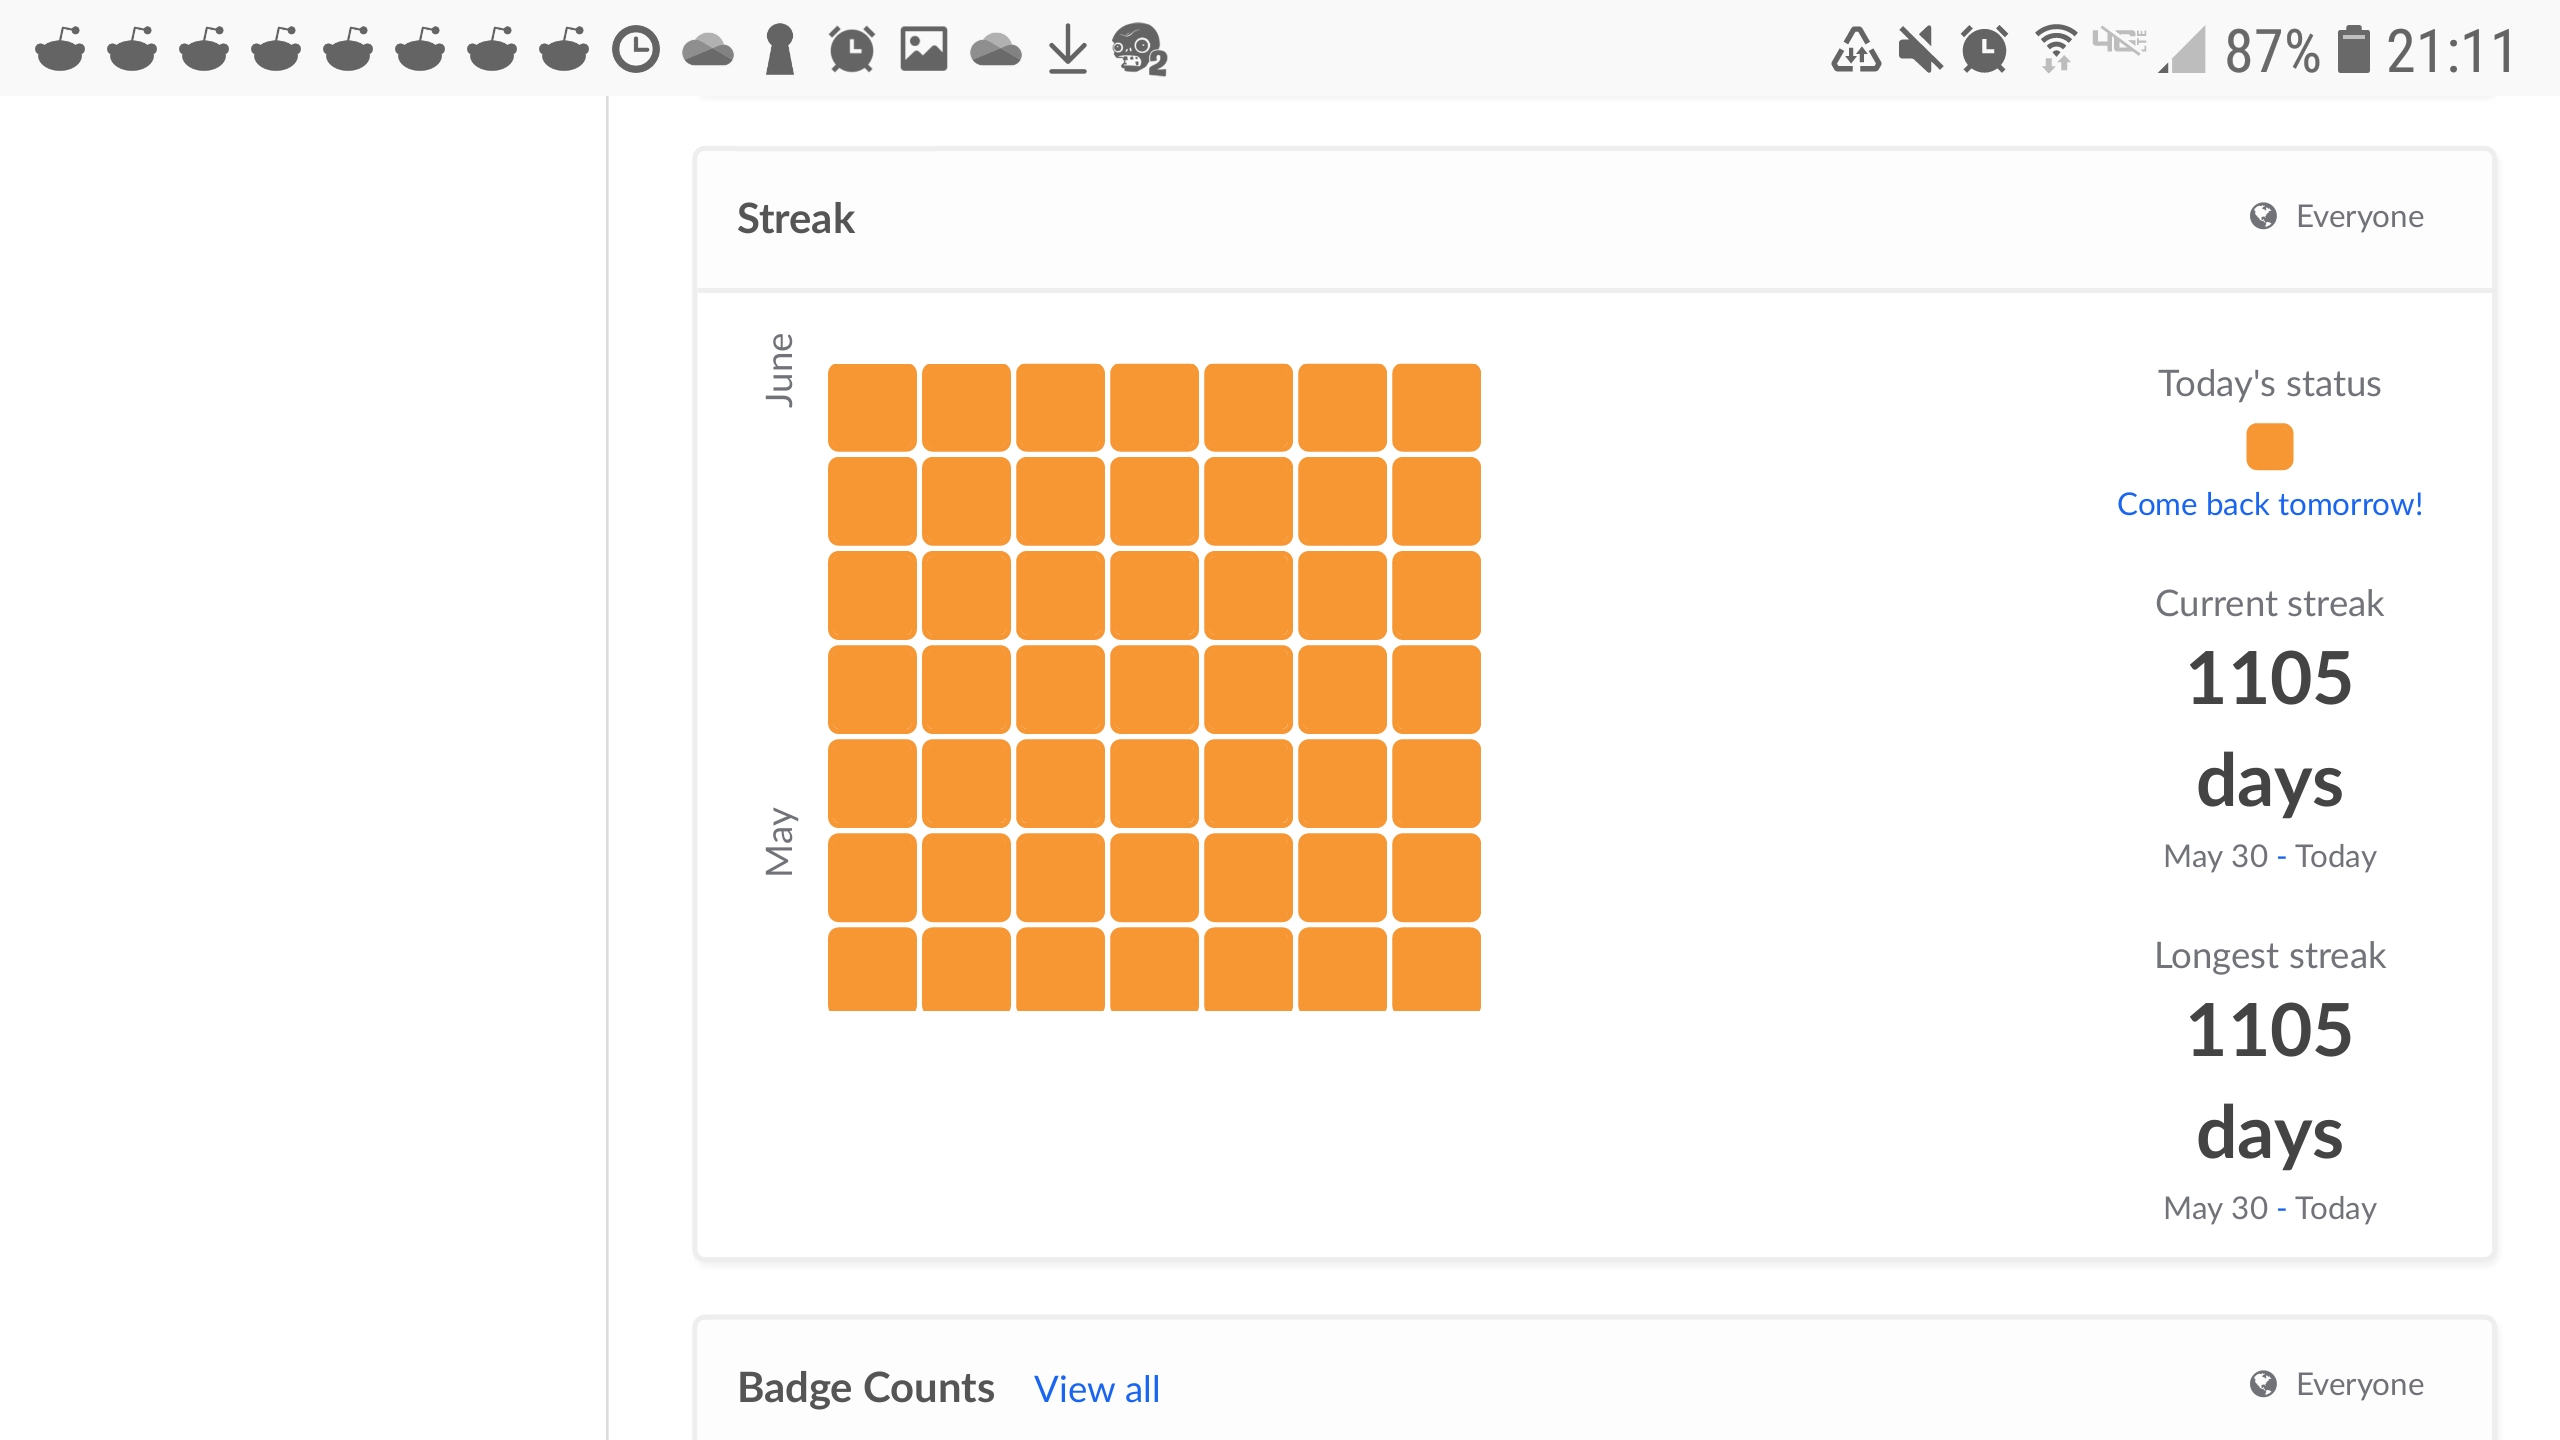 87% 21:11
Streak
Everyone
June
May
Today's status
Come back tomorrow!
Current streak
1105
days
May 30 - Today
Longest streak
1105
days
May 30 - Today
Badge Counts View all
Everyone